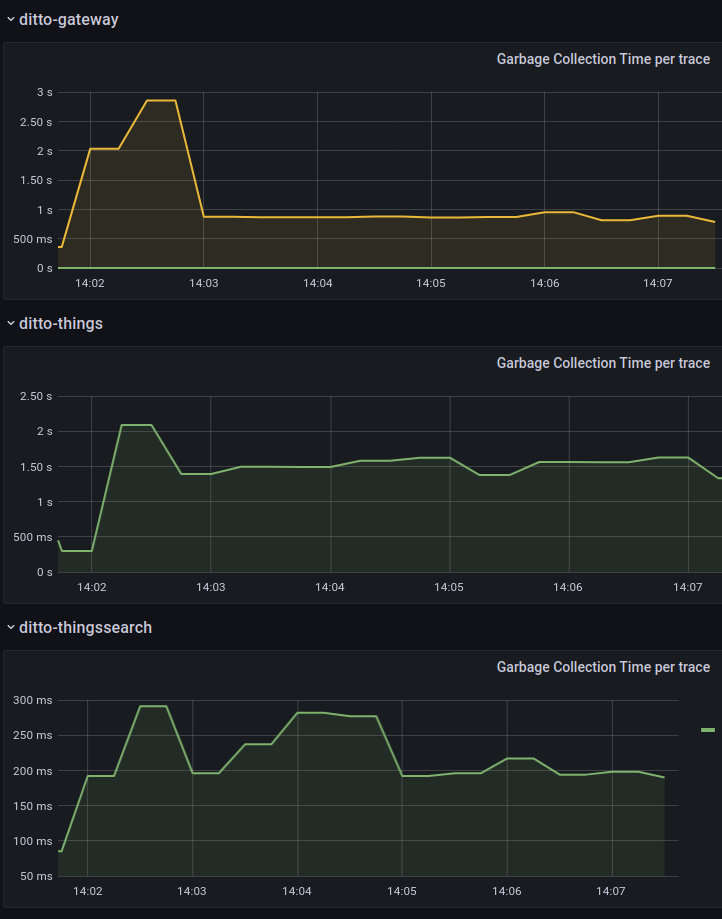 ditto-gateway
Garbage Collection Time per trace
3 s
2.50 s
2 s
1.50 s
1 s
500 ms
0 s
14:02 14:03 14:04 14:05 14:06 14:07
ditto-things
Garbage Collection Time per trace
2.50 s
2 s
1.50 s
1 s
500 ms
0 s
14:02 14:03 14:04 14:05 14:06 14:07
ditto-thingssearch
Garbage Collection Time per trace
300 ms
250 ms
200 ms
150 ms
100 ms
50 ms
14:02 14:03 14:04 14:05 14:06 14:07